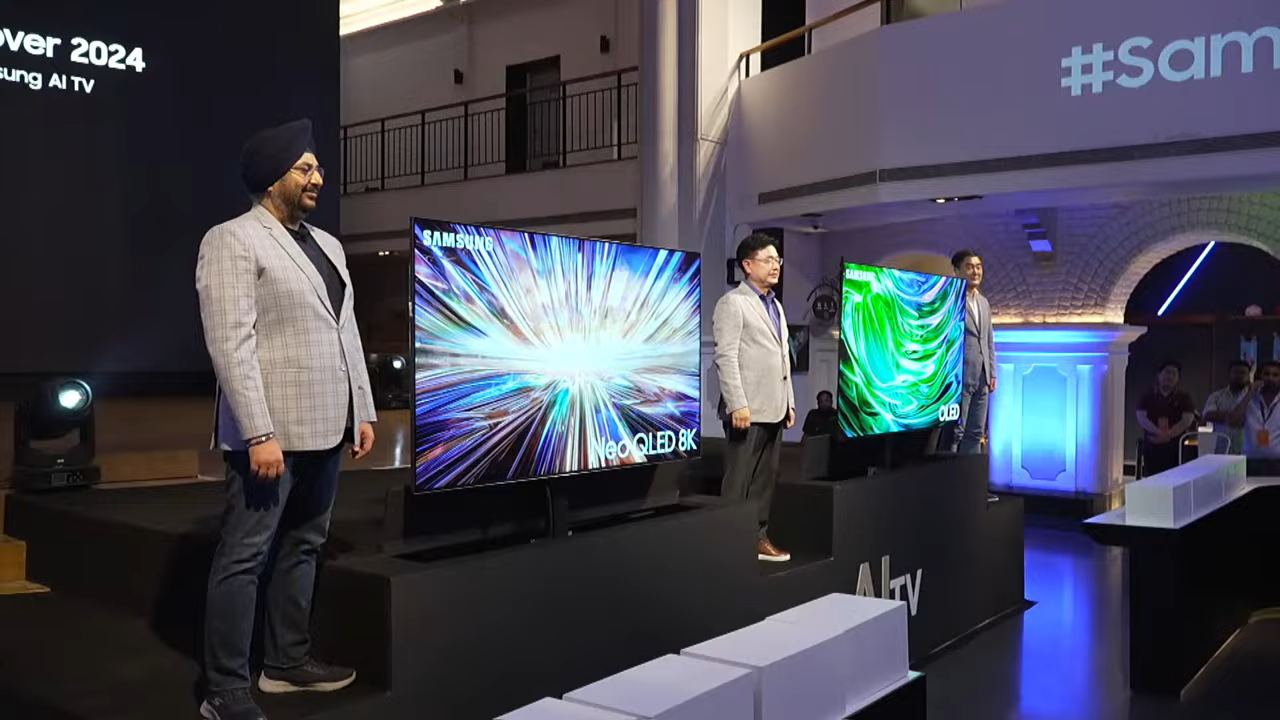 over 2024
sung AI TV
#Sam
SAMSUNG
Neo QLED 8K
SAMSUNG
OLED
AI TV